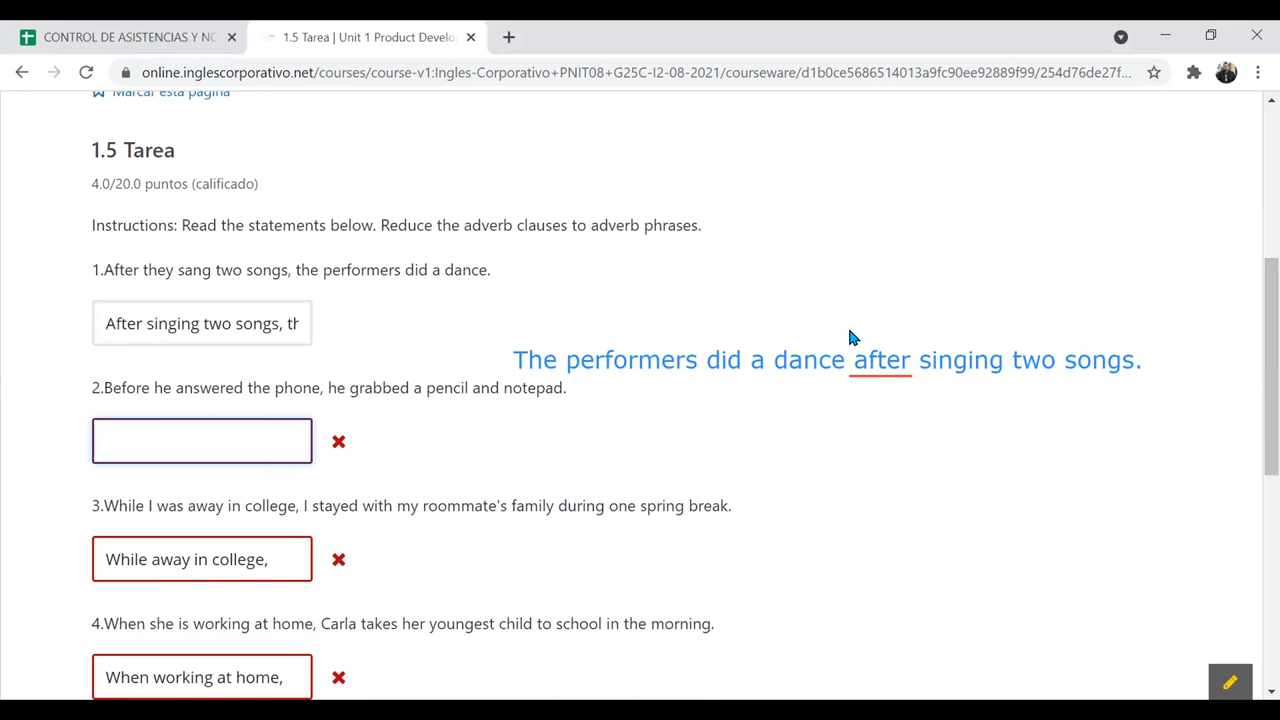 CONTROL DE ASISTENCIAS Y NO
1.5 Tarea | Unit 1 Product Develo
online.inglescorporativo.net/courses/course-v1:Ingles-Corporativo+PNIT08+G25C-I2-08-2021/courseware/d1b0ce5686514013a9fc90ee92889f99/254d76de27f...
Marcar esta página
1.5 Tarea
4.0/20.0 puntos (calificado)
Instructions: Read the statements below. Reduce the adverb clauses to adverb phrases.
1.After they sang two songs, the performers did a dance.
After singing two songs, th
The performers did a dance after singing two songs.
2.Before he answered the phone, he grabbed a pencil and notepad.
3.While I was away in college, I stayed with my roommate's family during one spring break.
While away in college,
4.When she is working at home, Carla takes her youngest child to school in the morning.
When working at home,